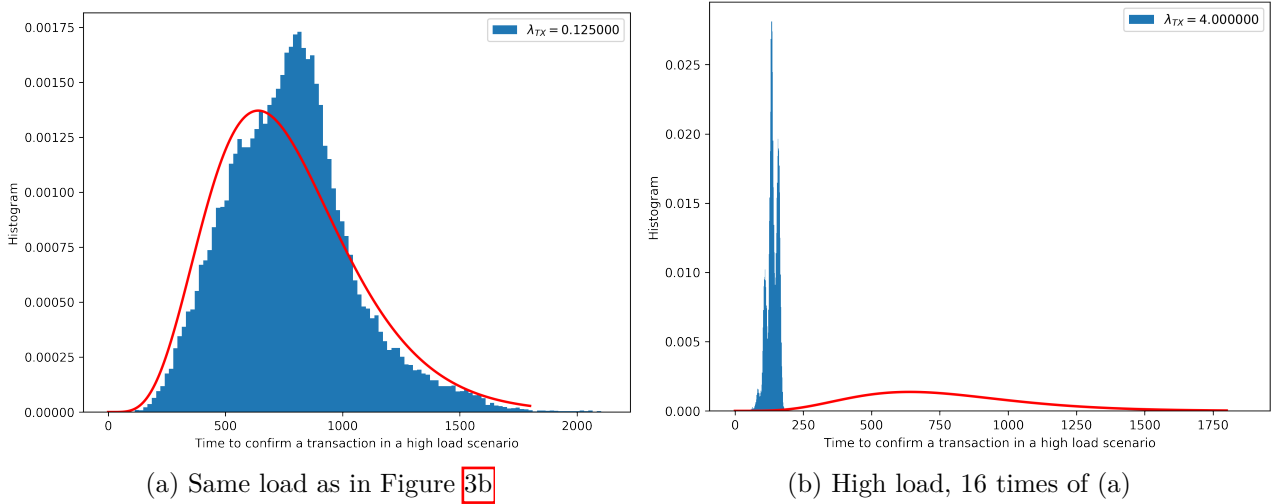 λ_TX = 0.125000
0.00175
0.00150
0.00125
0.00100
0.00075
0.00050
0.00025
0.00000
Histogram
0 500 1000 1500 2000
Time to confirm a transaction in a high load scenario
(a) Same load as in Figure 3b
λ_TX = 4.000000
0.025
0.020
0.015
0.010
0.005
0.000
Histogram
0 250 500 750 1000 1250 1500 1750
Time to confirm a transaction in a high load scenario
(b) High load, 16 times of (a)